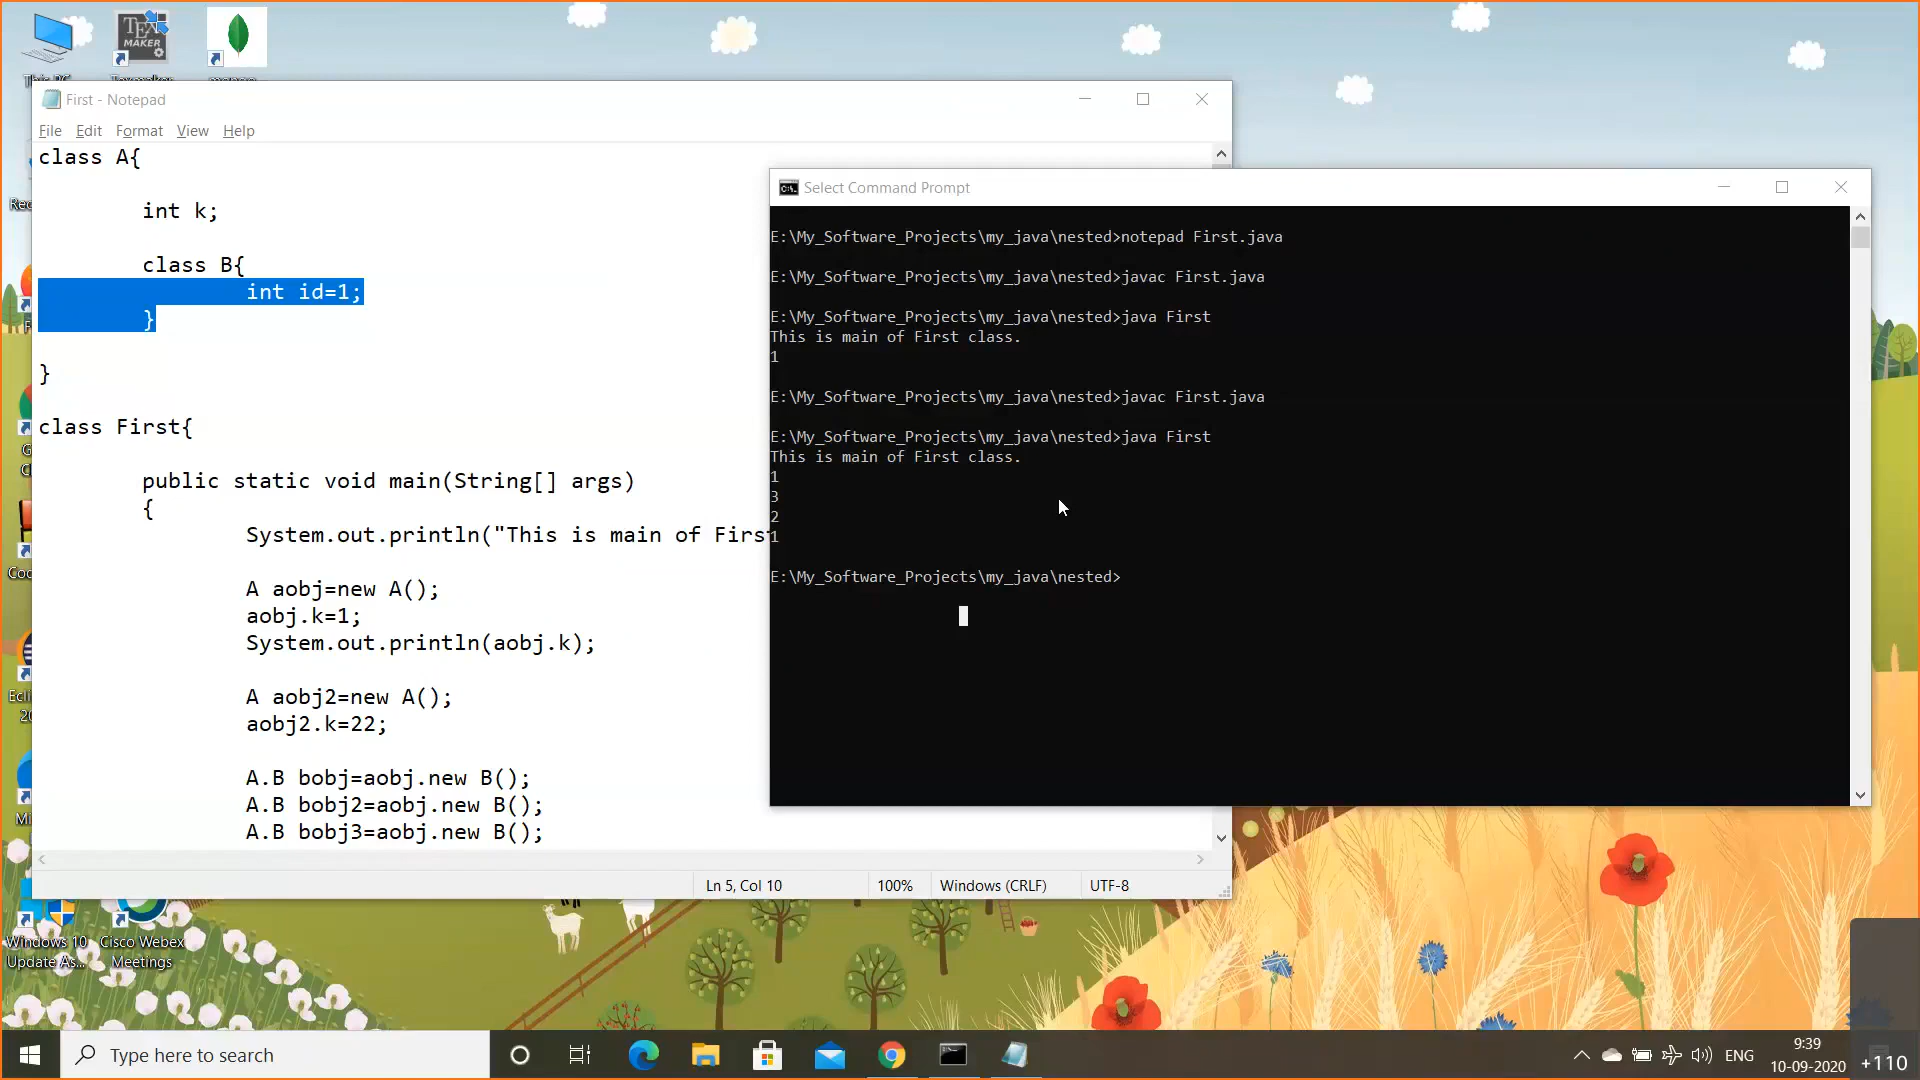 TEX
MAKER
First - Notepad
File Edit Format View Help
class A{
int k;
class B{
int id=1;
}
}
class First{
public static void main(String[] args)
{
System.out.println("This is main of First
A aobj=new A();
aobj.k=1;
System.out.println(aobj.k);
A aobj2=new A();
aobj2.k=22;
A.B bobj=aobj.new B();
A.B bobj2=aobj.new B();
A.B bobj3=aobj.new B();
Ln 5, Col 10
100%
Windows (CRLF)
UTF-8
Select Command Prompt
E:\My_Software_Projects\my_java\nested>notepad First.java
E:\My_Software_Projects\my_java\nested>javac First.java
E:\My_Software_Projects\my_java\nested>java First
This is main of First class.
1
E:\My_Software_Projects\my_java\nested>javac First.java
E:\My_Software_Projects\my_java\nested>java First
This is main of First class.
1
3
2
1
E:\My_Software_Projects\my_java\nested>
Windows 10
Update As...
Cisco Webex
Meetings
Type here to search
ENG
9:39
10-09-2020
+110